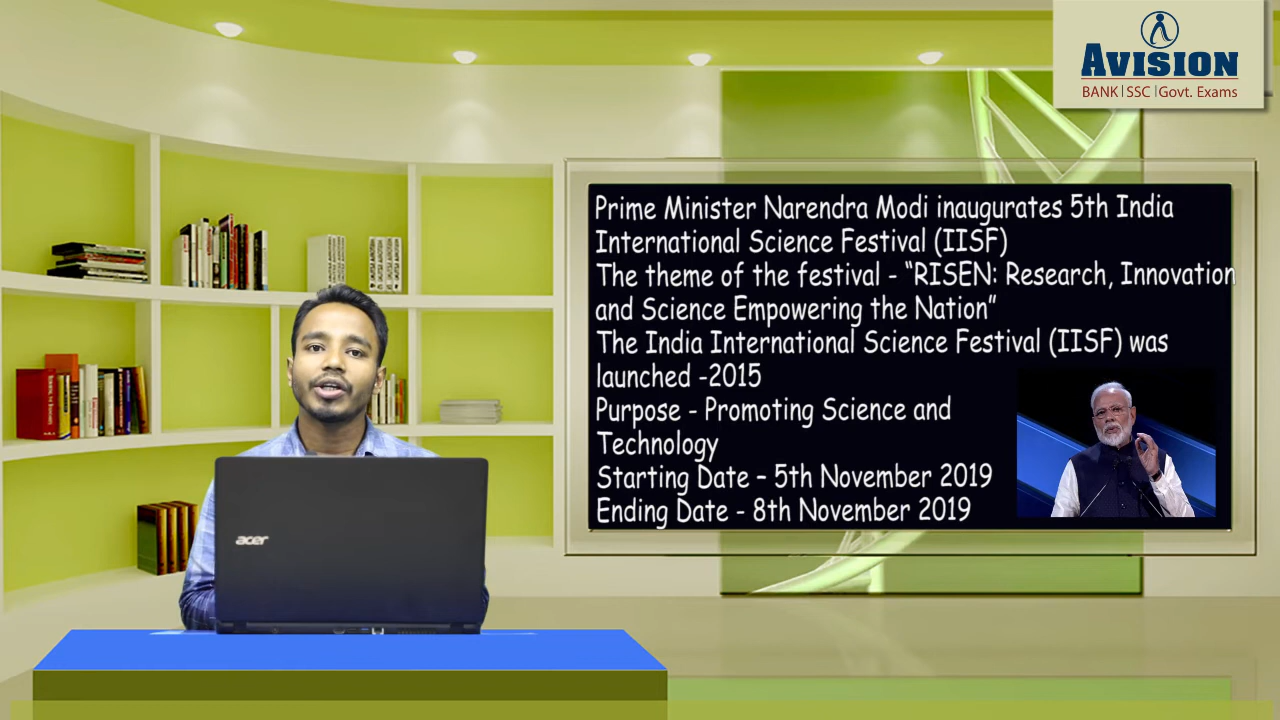 AVISION
BANK | SSC | Govt. Exams
Prime Minister Narendra Modi inaugurates 5th India
International Science Festival (IISF)
The theme of the festival - “RISEN: Research, Innovation
and Science Empowering the Nation”
The India International Science Festival (IISF) was
launched -2015
Purpose - Promoting Science and
Technology
Starting Date – 5th November 2019
Ending Date - 8th November 2019
acer